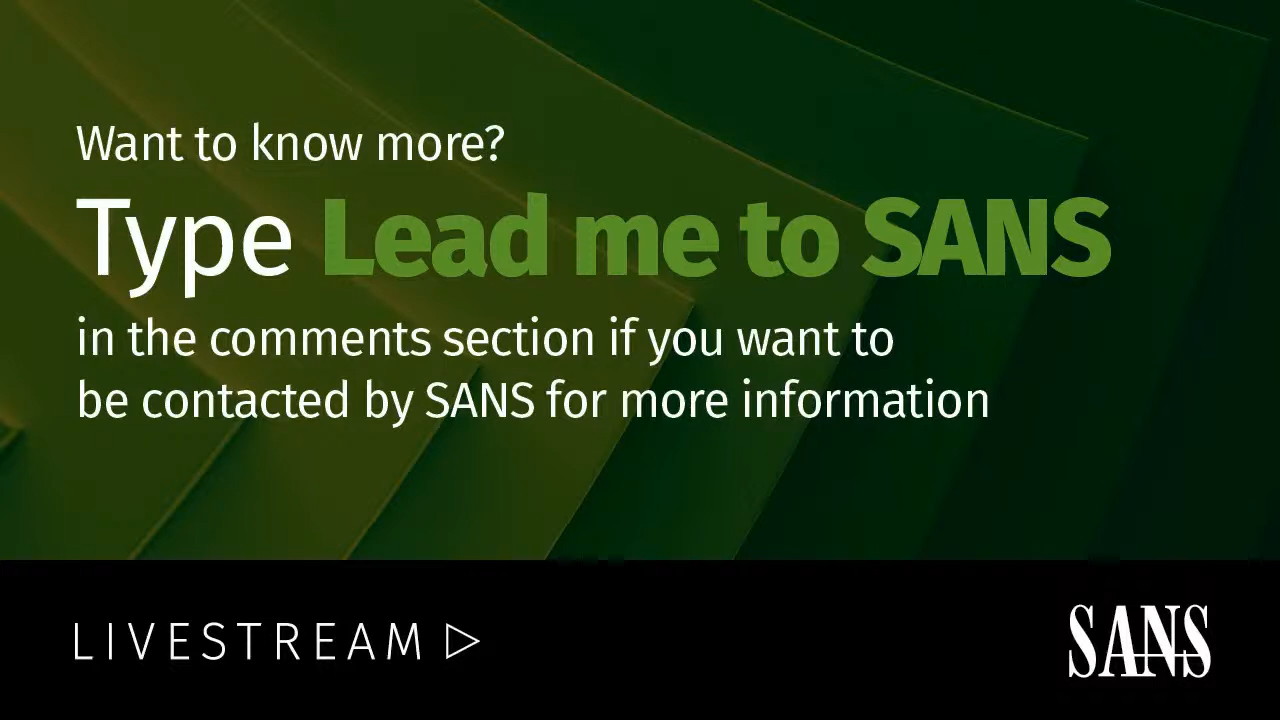 Want to know more?
Type Lead me to SANS
in the comments section if you want to
be contacted by SANS for more information
LIVESTREAM
SANS